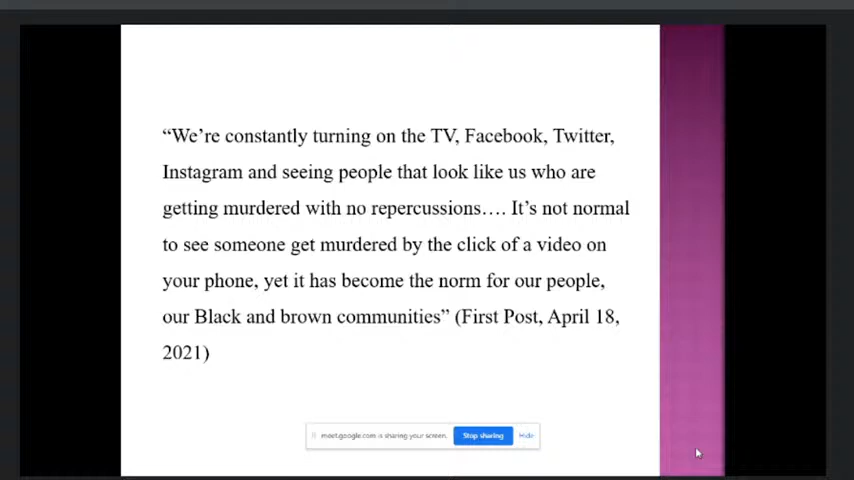 “We’re constantly turning on the TV, Facebook, Twitter,
Instagram and seeing people that look like us who are
getting murdered with no repercussions…. It’s not normal
to see someone get murdered by the click of a video on
your phone, yet it has become the norm for our people,
our Black and brown communities” (First Post, April 18,
2021)
meet.google.com is sharing your screen. Stop sharing Hide